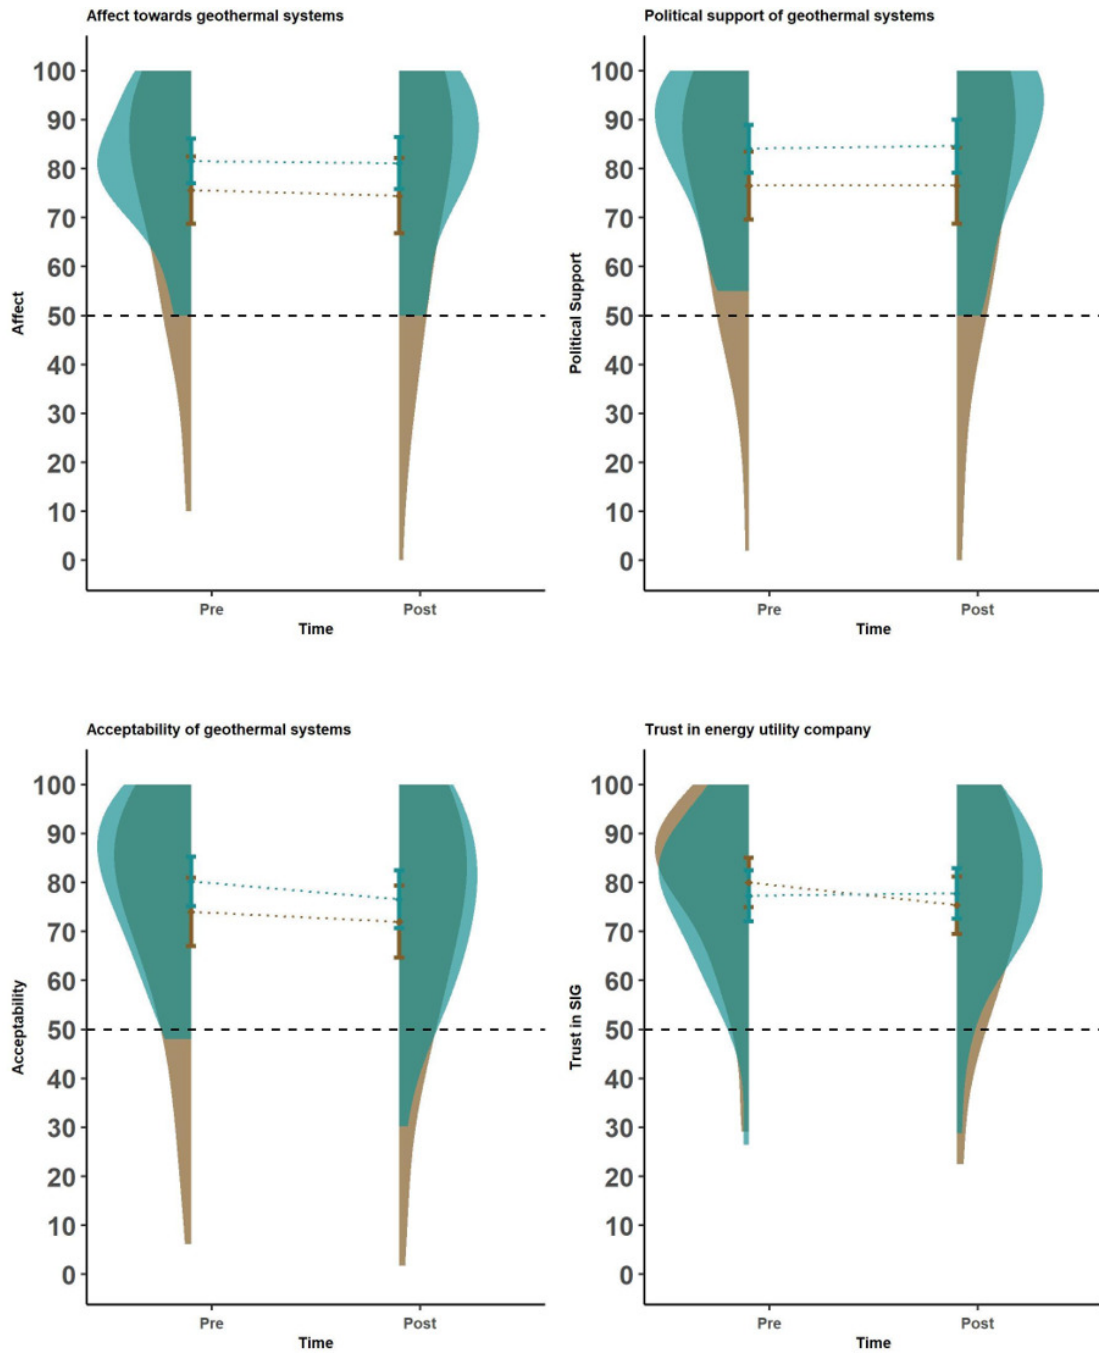 Affect towards geothermal systems
100
90
80
70
60
50
40
30
20
10
0
Affect
Pre
Post
Time
Political support of geothermal systems
100
90
80
70
60
50
40
30
20
10
0
Political Support
Pre
Post
Time
Acceptability of geothermal systems
100
90
80
70
60
50
40
30
20
10
0
Acceptability
Pre
Post
Time
Trust in energy utility company
100
90
80
70
60
50
40
30
20
10
0
Trust in SIG
Pre
Post
Time